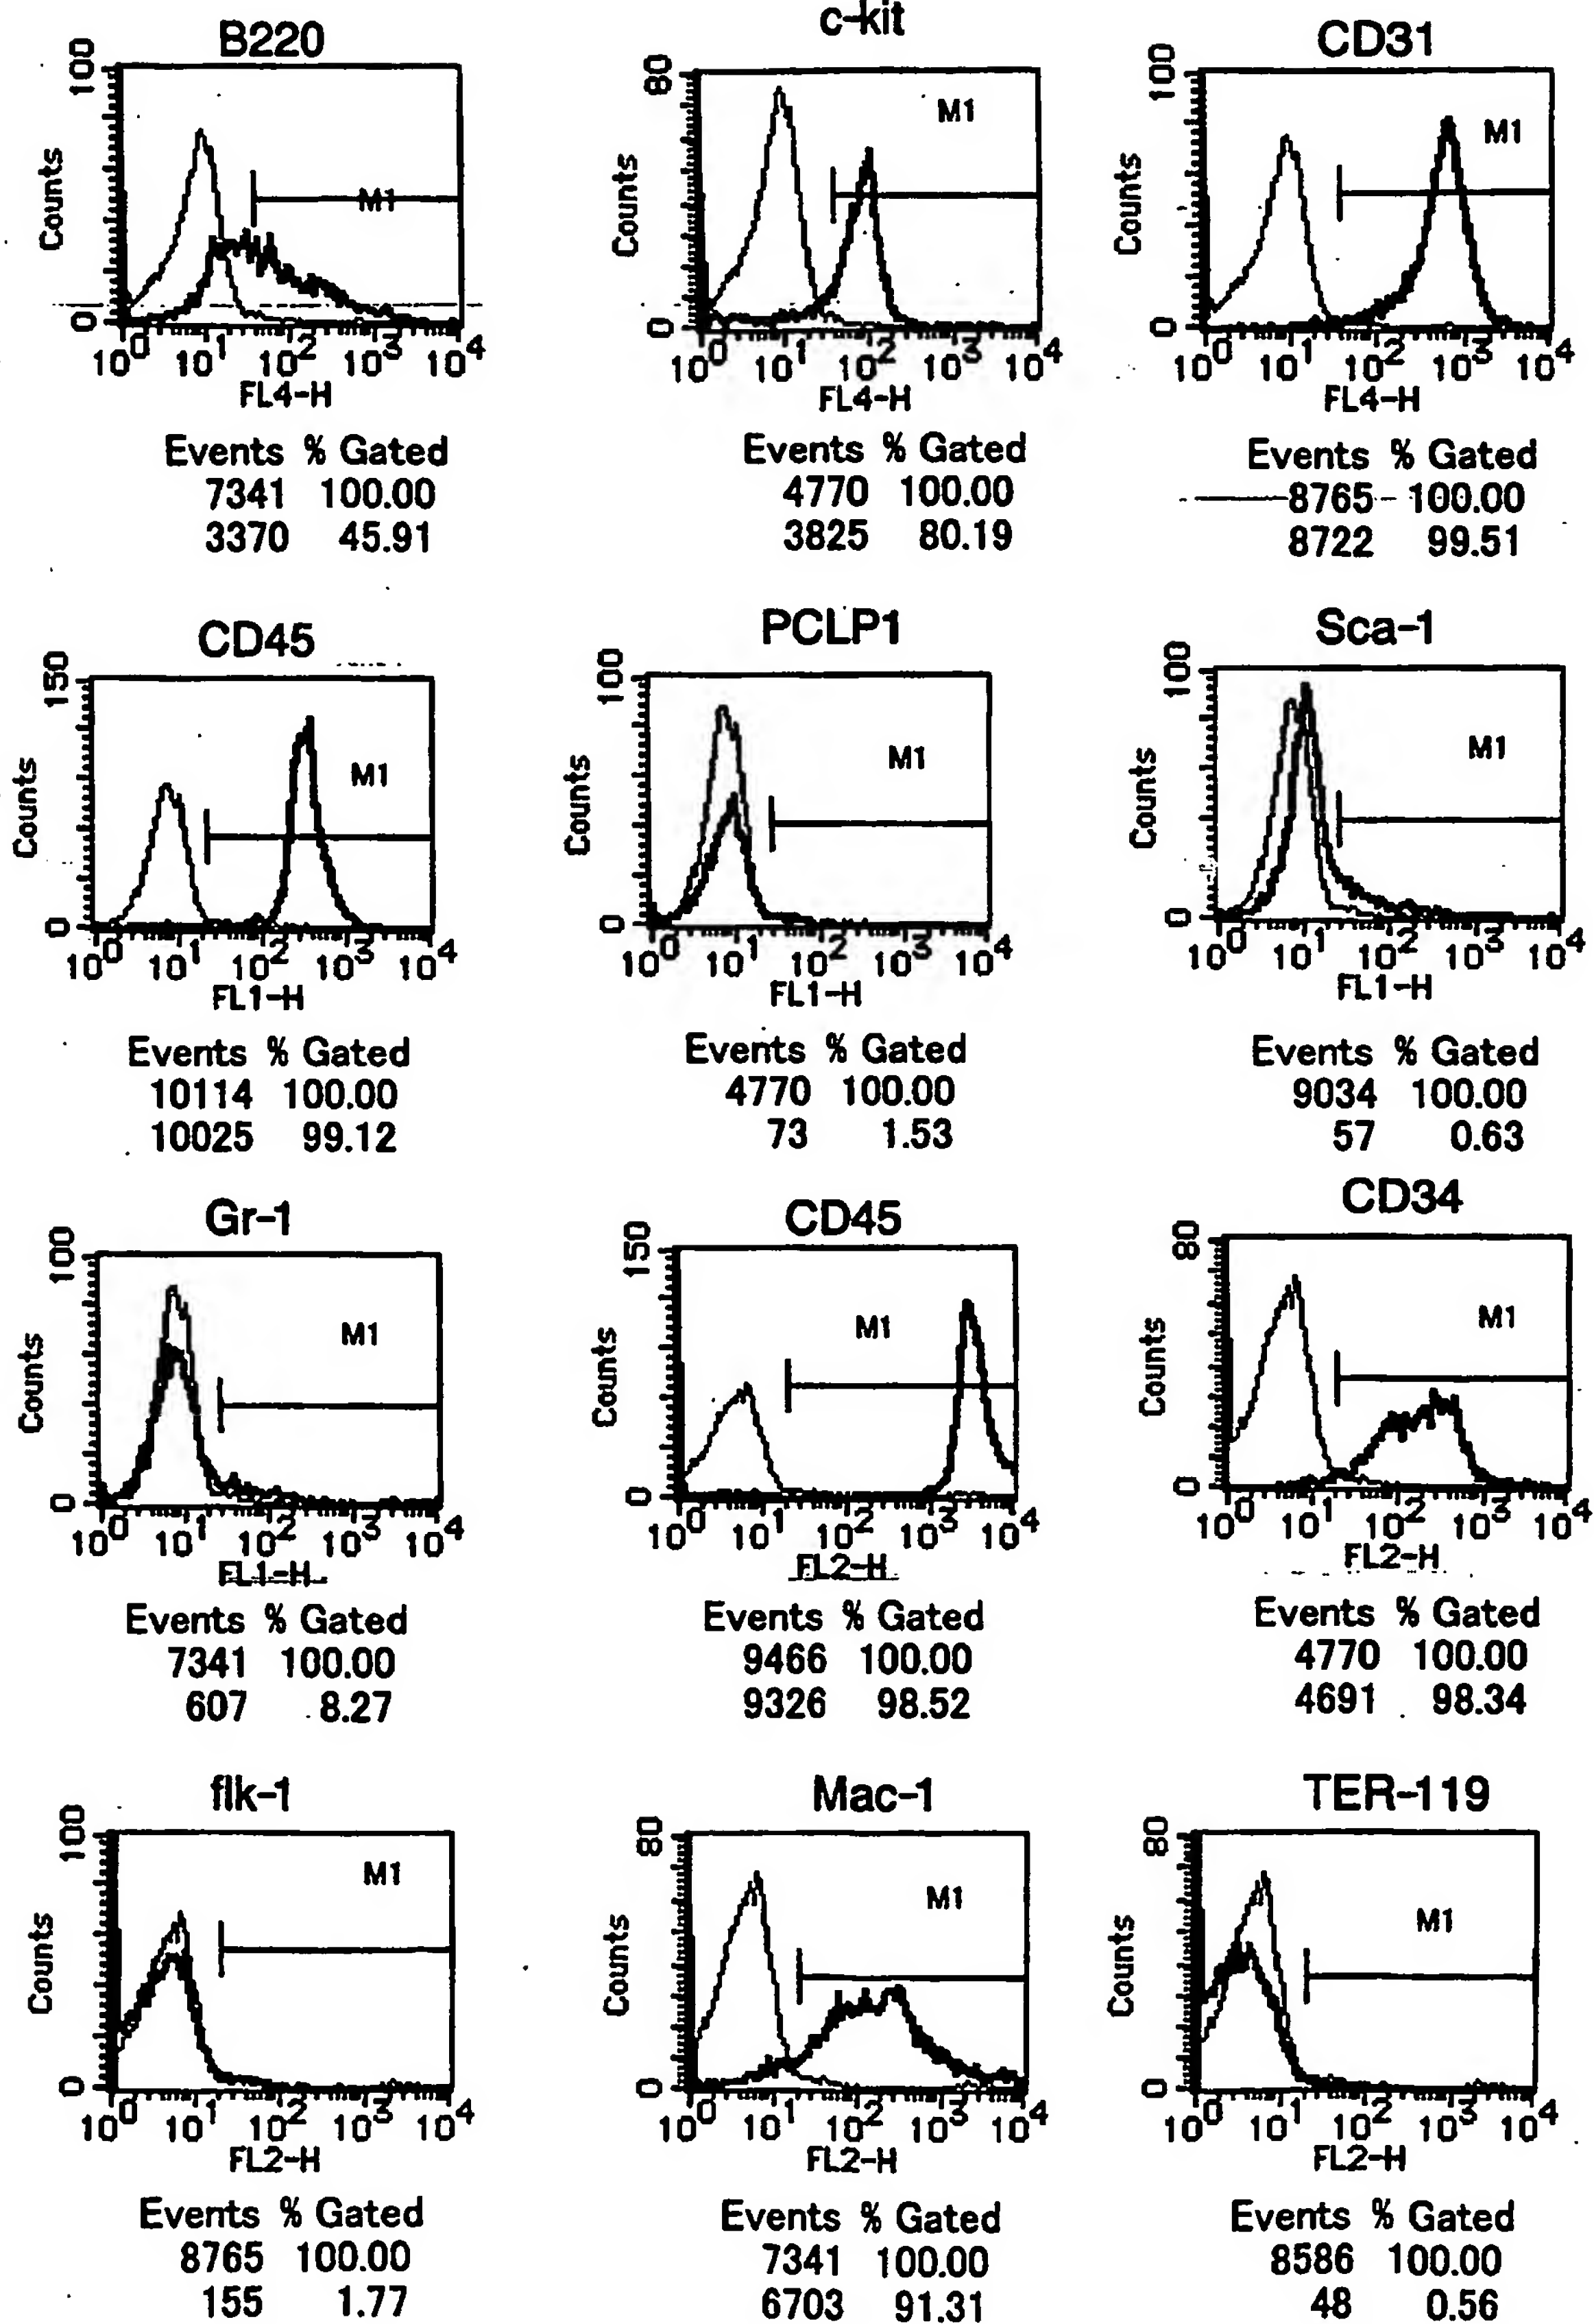 B220
100
Counts
M1
0
10^0 10^1 10^2 10^3 10^4
FL4-H
Events % Gated
7341 100.00
3370 45.91
c-kit
80
Counts
M1
0
10^0 10^1 10^2 10^3 10^4
FL4-H
Events % Gated
4770 100.00
3825 80.19
CD31
100
Counts
M1
0
10^0 10^1 10^2 10^3 10^4
FL4-H
Events % Gated
8765 100.00
8722 99.51
CD45
150
Counts
M1
0
10^0 10^1 10^2 10^3 10^4
FL1-H
Events % Gated
10114 100.00
10025 99.12
PCLP1
100
Counts
M1
0
10^0 10^1 10^2 10^3 10^4
FL1-H
Events % Gated
4770 100.00
73 1.53
Sca-1
100
Counts
M1
0
10^0 10^1 10^2 10^3 10^4
FL1-H
Events % Gated
9034 100.00
57 0.63
Gr-1
100
Counts
M1
0
10^0 10^1 10^2 10^3 10^4
FL1-H
Events % Gated
7341 100.00
607 8.27
CD45
150
Counts
M1
0
10^0 10^1 10^2 10^3 10^4
FL2-H
Events % Gated
9466 100.00
9326 98.52
CD34
80
Counts
M1
0
10^0 10^1 10^2 10^3 10^4
FL2-H
Events % Gated
4770 100.00
4691 98.34
flk-1
100
Counts
M1
0
10^0 10^1 10^2 10^3 10^4
FL2-H
Events % Gated
8765 100.00
155 1.77
Mac-1
80
Counts
M1
0
10^0 10^1 10^2 10^3 10^4
FL2-H
Events % Gated
7341 100.00
6703 91.31
TER-119
80
Counts
M1
0
10^0 10^1 10^2 10^3 10^4
FL2-H
Events % Gated
8586 100.00
48 0.56